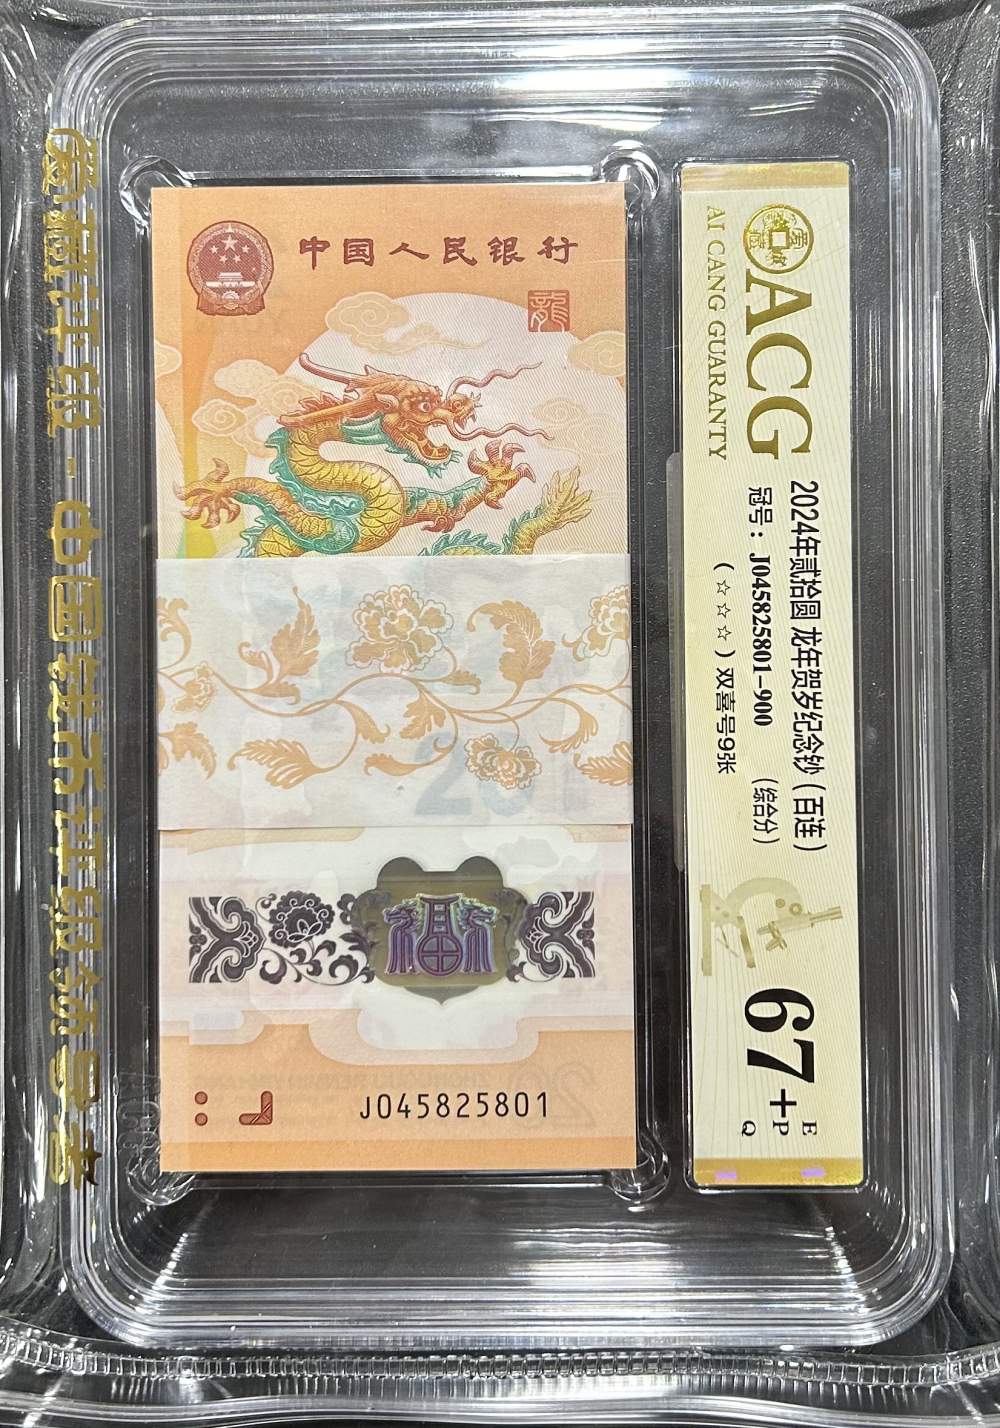 中国人民银行
龍
J045825801
爱藏评级-中国钱币评级领导者
ACG
AI CANG GUARANTY
2024年贰拾圆 龙年贺岁纪念钞（百连）
冠号：J045825801-900 （综合分）
（☆☆☆）双喜号9张
67+
E
P
Q